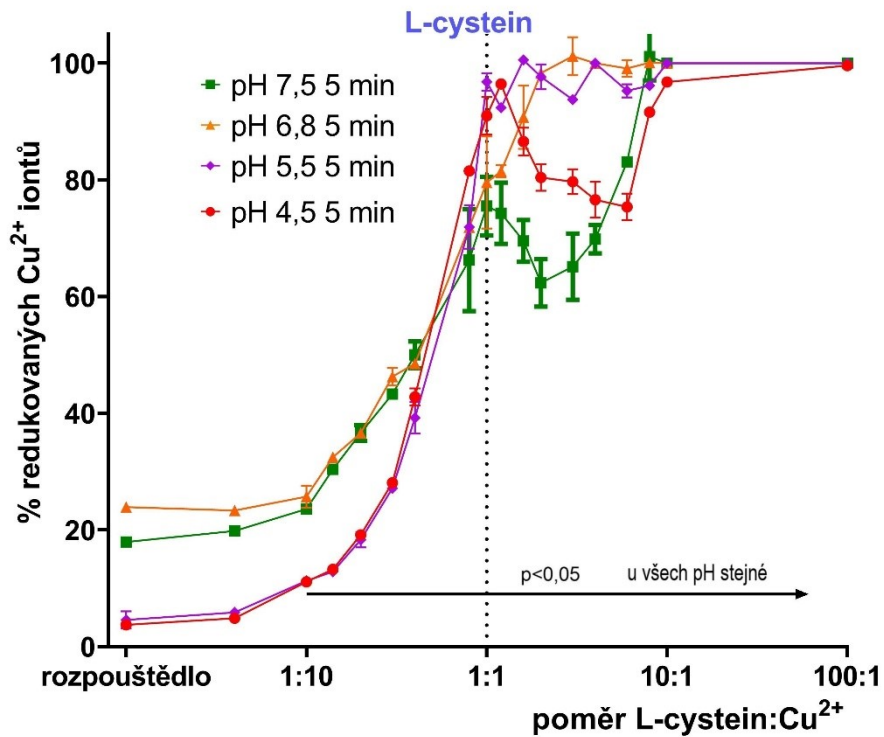 L-cystein
% redukovaných Cu²⁺ iontů
100
80
60
40
20
0
pH 7,5 5 min
pH 6,8 5 min
pH 5,5 5 min
pH 4,5 5 min
p<0,05
u všech pH stejné
rozpouštědlo
1:10
1:1
10:1
100:1
poměr L-cystein:Cu²⁺